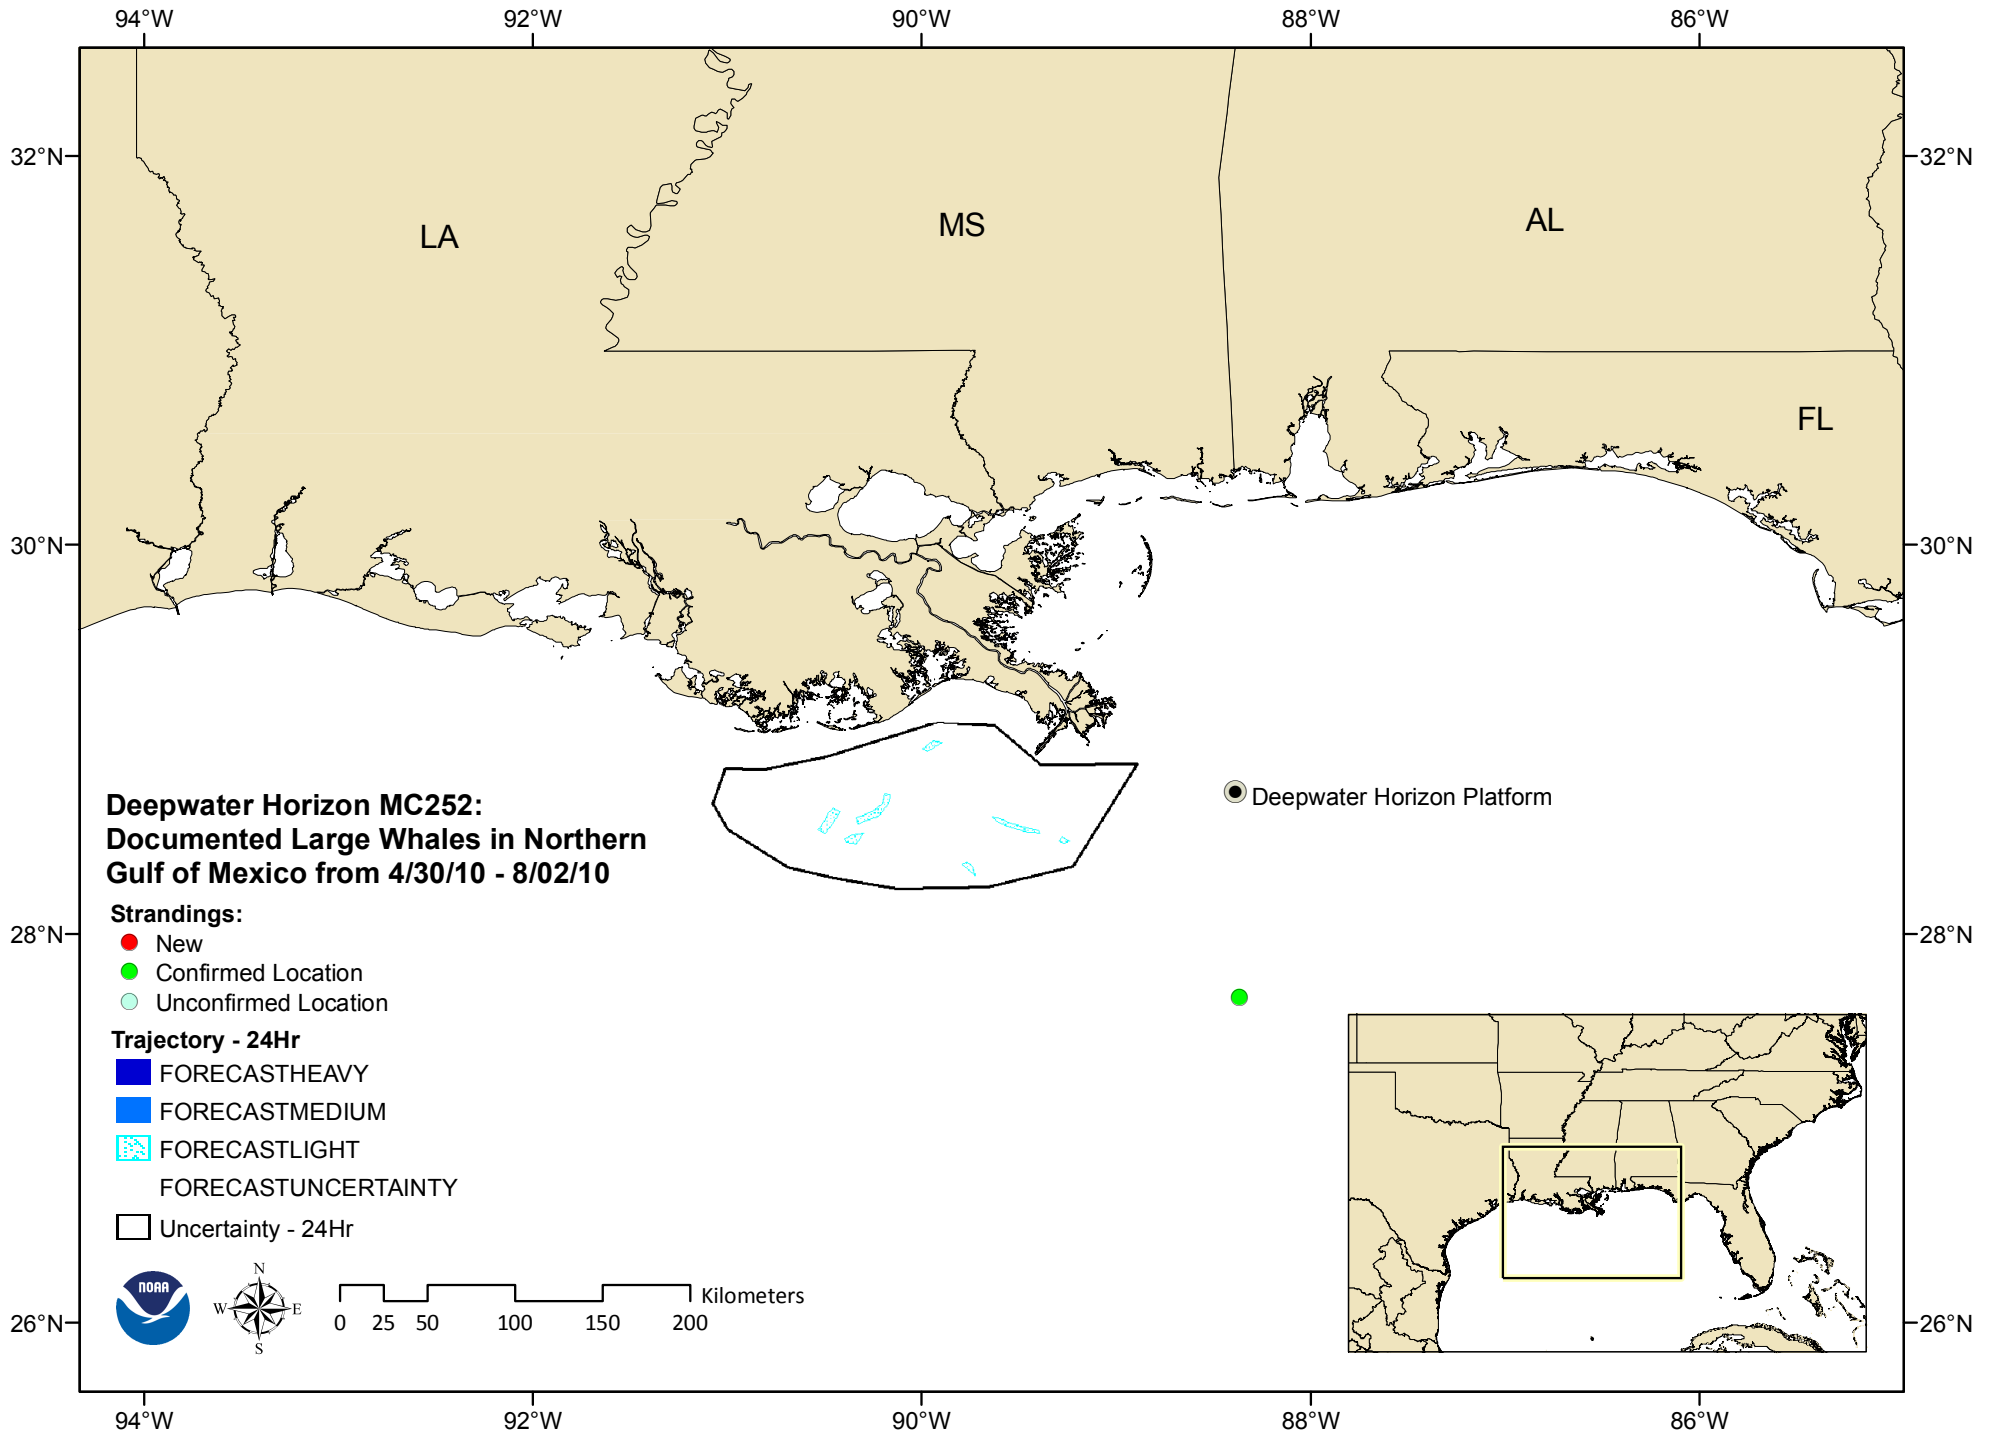 94°W 92°W 90°W 88°W 86°W
32°N 32°N
LA MS AL
FL
30°N 30°N
Deepwater Horizon Platform
Deepwater Horizon MC252:
Documented Large Whales in Northern
Gulf of Mexico from 4/30/10 - 8/02/10
Strandings:
28°N 28°N
New
Confirmed Location
Unconfirmed Location
Trajectory - 24Hr
FORECASTHEAVY
FORECASTMEDIUM
FORECASTLIGHT
FORECASTUNCERTAINTY
Uncertainty - 24Hr
NOAA
N
W E
S
Kilometers
0 25 50 100 150 200
26°N 26°N
94°W 92°W 90°W 88°W 86°W